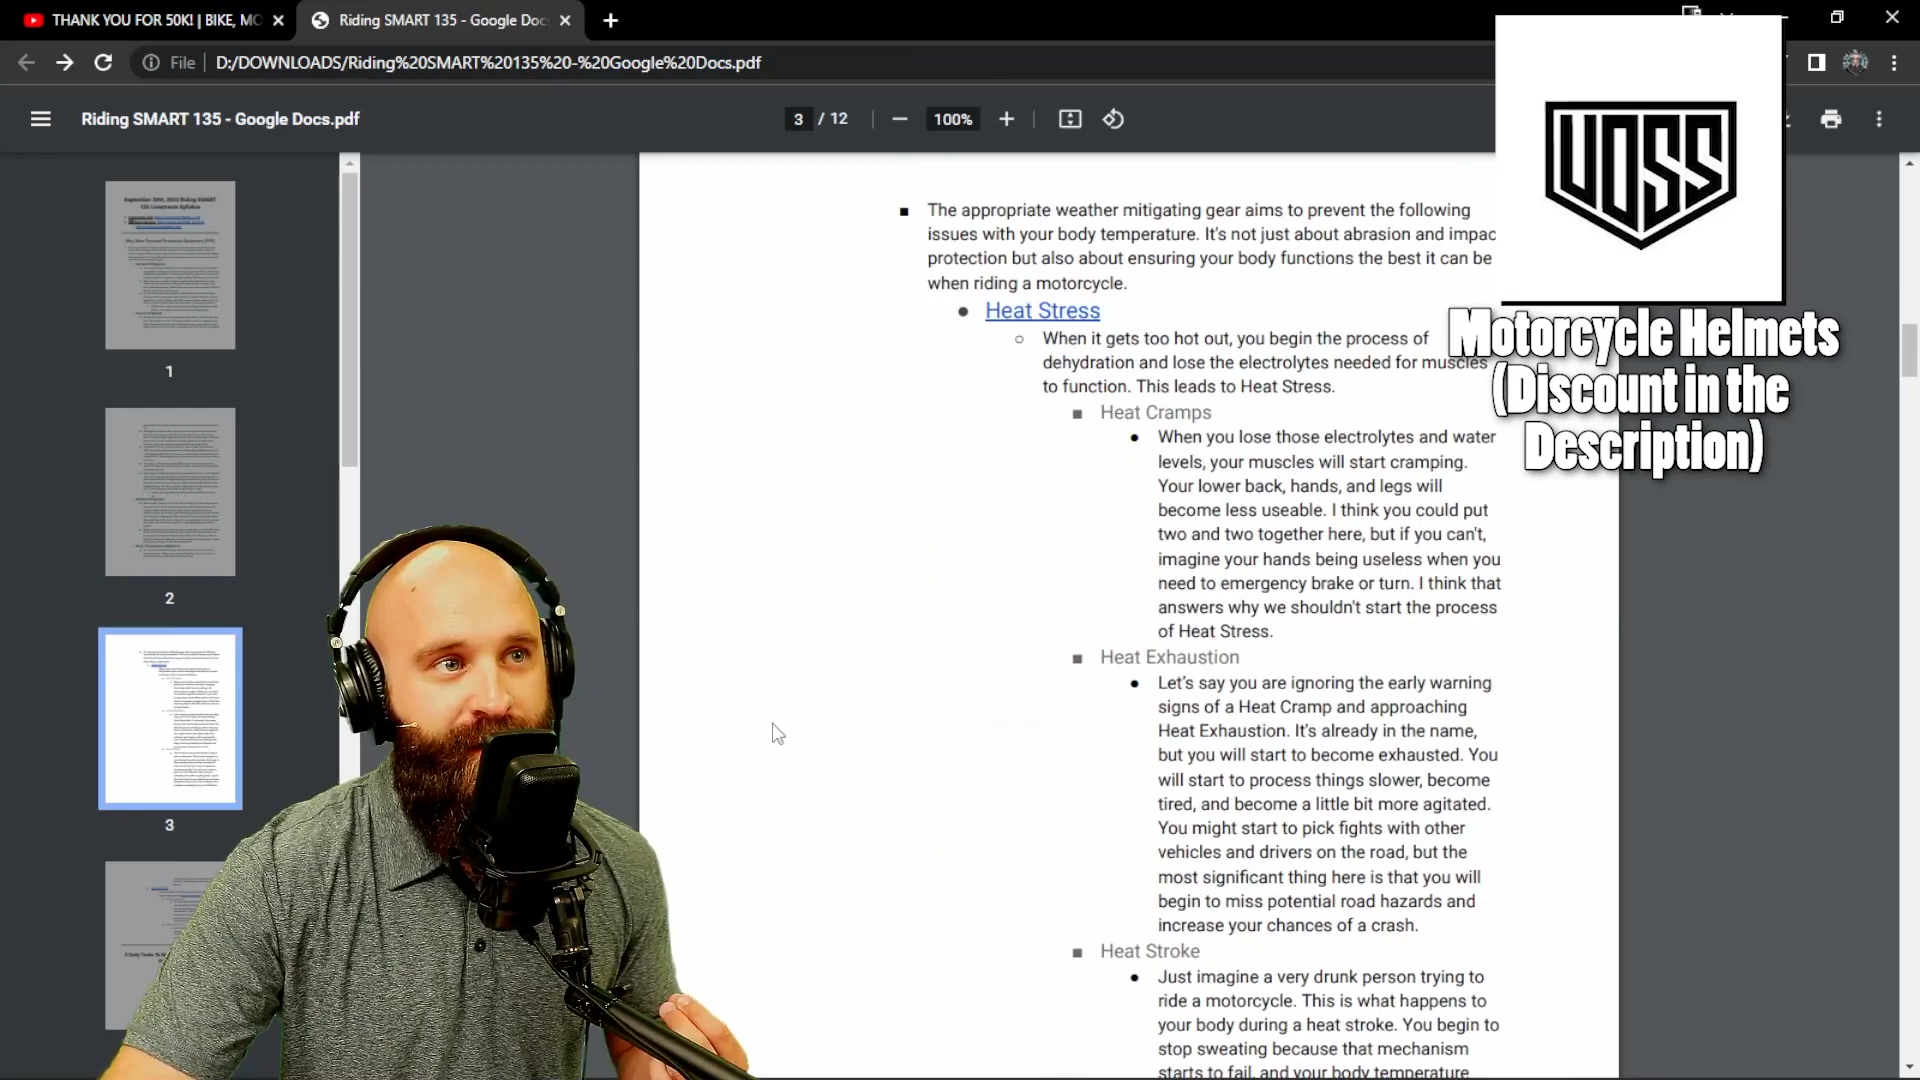 THANK YOU FOR 50K! | BIKE, MO
Riding SMART 135 - Google Doc
File
D:/DOWNLOADS/Riding%20SMART%20135%20-%20Google%20Docs.pdf
Riding SMART 135 - Google Docs.pdf
3 / 12
100%
VOSS
Motorcycle Helmets
(Discount in the
Description)
1
2
3
The appropriate weather mitigating gear aims to prevent the following
issues with your body temperature. It's not just about abrasion and impac
protection but also about ensuring your body functions the best it can be
when riding a motorcycle.
Heat Stress
When it gets too hot out, you begin the process of
dehydration and lose the electrolytes needed for muscles
to function. This leads to Heat Stress.
Heat Cramps
When you lose those electrolytes and water
levels, your muscles will start cramping.
Your lower back, hands, and legs will
become less useable. I think you could put
two and two together here, but if you can't,
imagine your hands being useless when you
need to emergency brake or turn. I think that
answers why we shouldn't start the process
of Heat Stress.
Heat Exhaustion
Let's say you are ignoring the early warning
signs of a Heat Cramp and approaching
Heat Exhaustion. It's already in the name,
but you will start to become exhausted. You
will start to process things slower, become
tired, and become a little bit more agitated.
You might start to pick fights with other
vehicles and drivers on the road, but the
most significant thing here is that you will
begin to miss potential road hazards and
increase your chances of a crash.
Heat Stroke
Just imagine a very drunk person trying to
ride a motorcycle. This is what happens to
your body during a heat stroke. You begin to
stop sweating because that mechanism
starts to fail, and your body temperature